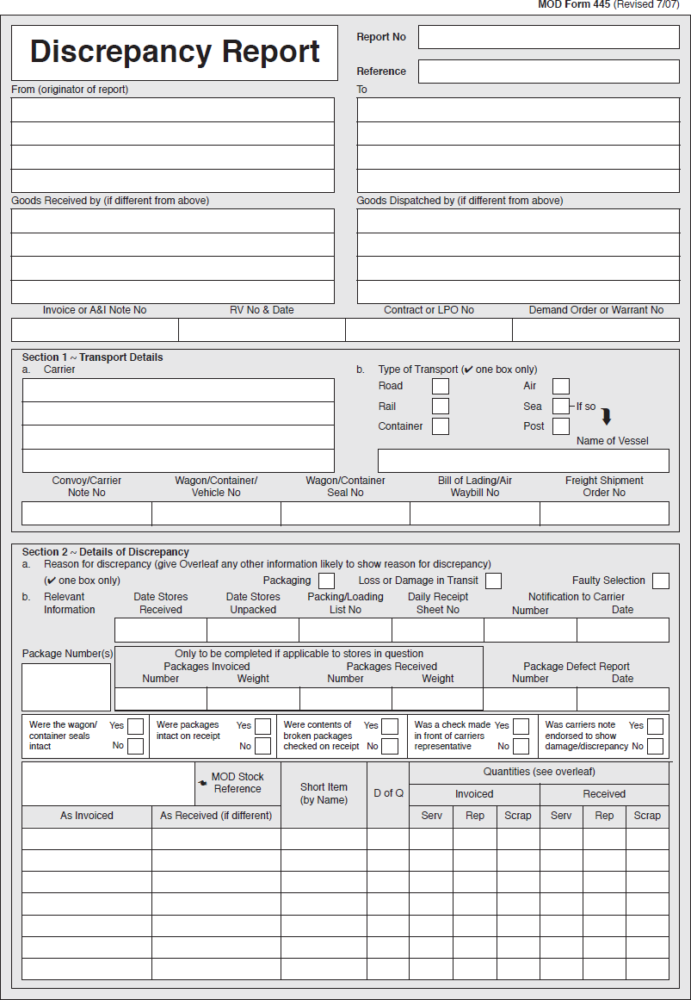 MOD Form 445 (Revised 7/07)
Discrepancy Report
Report No
Reference
From (originator of report)
To
Goods Received by (if different from above)
Goods Dispatched by (if different from above)
Invoice or A&I Note No
RV No & Date
Contract or LPO No
Demand Order or Warrant No
Section 1 ~ Transport Details
a. Carrier
b. Type of Transport (✔ one box only)
Road
Air
Rail
Sea
If so
Container
Post
Name of Vessel
Convoy/Carrier
Note No
Wagon/Container/
Vehicle No
Wagon/Container
Seal No
Bill of Lading/Air
Waybill No
Freight Shipment
Order No
Section 2 ~ Details of Discrepancy
a. Reason for discrepancy (give Overleaf any other information likely to show reason for discrepancy)
(✔ one box only)
Packaging
Loss or Damage in Transit
Faulty Selection
b. Relevant
Information
Date Stores
Received
Date Stores
Unpacked
Packing/Loading
List No
Daily Receipt
Sheet No
Notification to Carrier
Number
Date
Package Number(s)
Only to be completed if applicable to stores in question
Packages Invoiced
Packages Received
Package Defect Report
Number
Weight
Number
Weight
Number
Date
Were the wagon/
container seals
intact
Yes
No
Were packages
intact on receipt
Yes
No
Were contents of
broken packages
checked on receipt
Yes
No
Was a check made
in front of carriers
representative
Yes
No
Was carriers note
endorsed to show
damage/discrepancy
Yes
No
MOD Stock
Reference
Short Item
(by Name)
D of Q
Quantities (see overleaf)
Invoiced
Received
As Invoiced
As Received (if different)
Serv
Rep
Scrap
Serv
Rep
Scrap